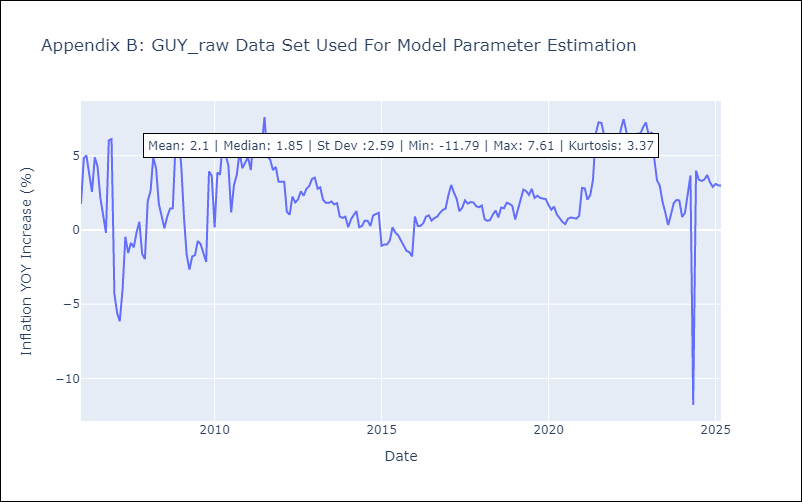 Appendix B: GUY_raw Data Set Used For Model Parameter Estimation
Mean: 2.1 | Median: 1.85 | St Dev :2.59 | Min: -11.79 | Max: 7.61 | Kurtosis: 3.37
Inflation YOY Increase (%)
5
0
−5
−10
2010
2015
2020
2025
Date